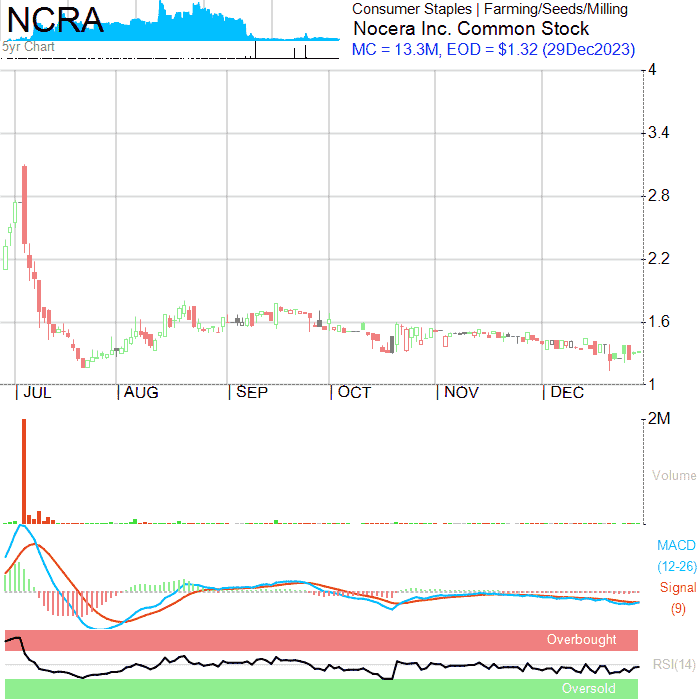 NCRA
5yr Chart
Consumer Staples | Farming/Seeds/Milling
Nocera Inc. Common Stock
MC = 13.3M, EOD = $1.32 (29Dec2023)
4
3.4
2.8
2.2
1.6
1
| JUL | AUG | SEP | OCT | NOV | DEC
2M
Volume
MACD
(12-26)
Signal
(9)
Overbought
RSI(14)
Oversold